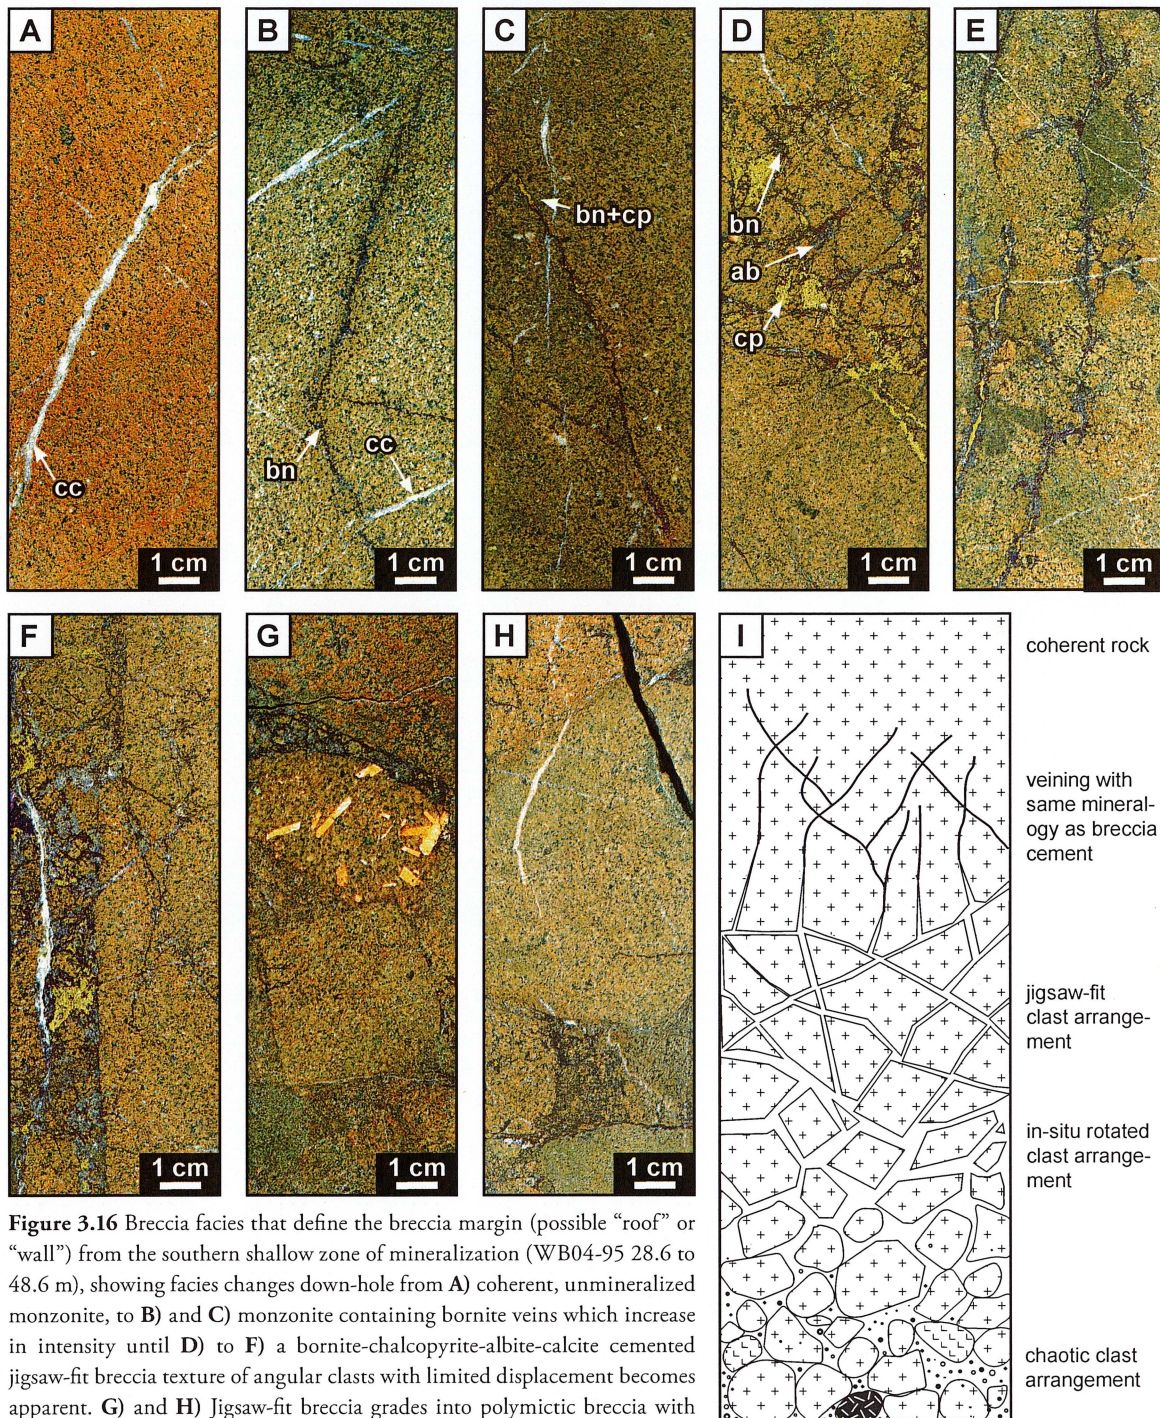 A
B
C
D
E
bn+cp
bn
ab
cp
cc
bn
cc
1 cm
1 cm
1 cm
1 cm
1 cm
F
G
H
I
1 cm
1 cm
1 cm
coherent rock
veining with
same mineral-
ogy as breccia
cement
jigsaw-fit
clast arrange-
ment
in-situ rotated
clast arrange-
ment
chaotic clast
arrangement
Figure 3.16 Breccia facies that define the breccia margin (possible “roof” or
“wall”) from the southern shallow zone of mineralization (WB04-95 28.6 to
48.6 m), showing facies changes down-hole from A) coherent, unmineralized
monzonite, to B) and C) monzonite containing bornite veins which increase
in intensity until D) to F) a bornite-chalcopyrite-albite-calcite cemented
jigsaw-fit breccia texture of angular clasts with limited displacement becomes
apparent. G) and H) Jigsaw-fit breccia grades into polymictic breccia with